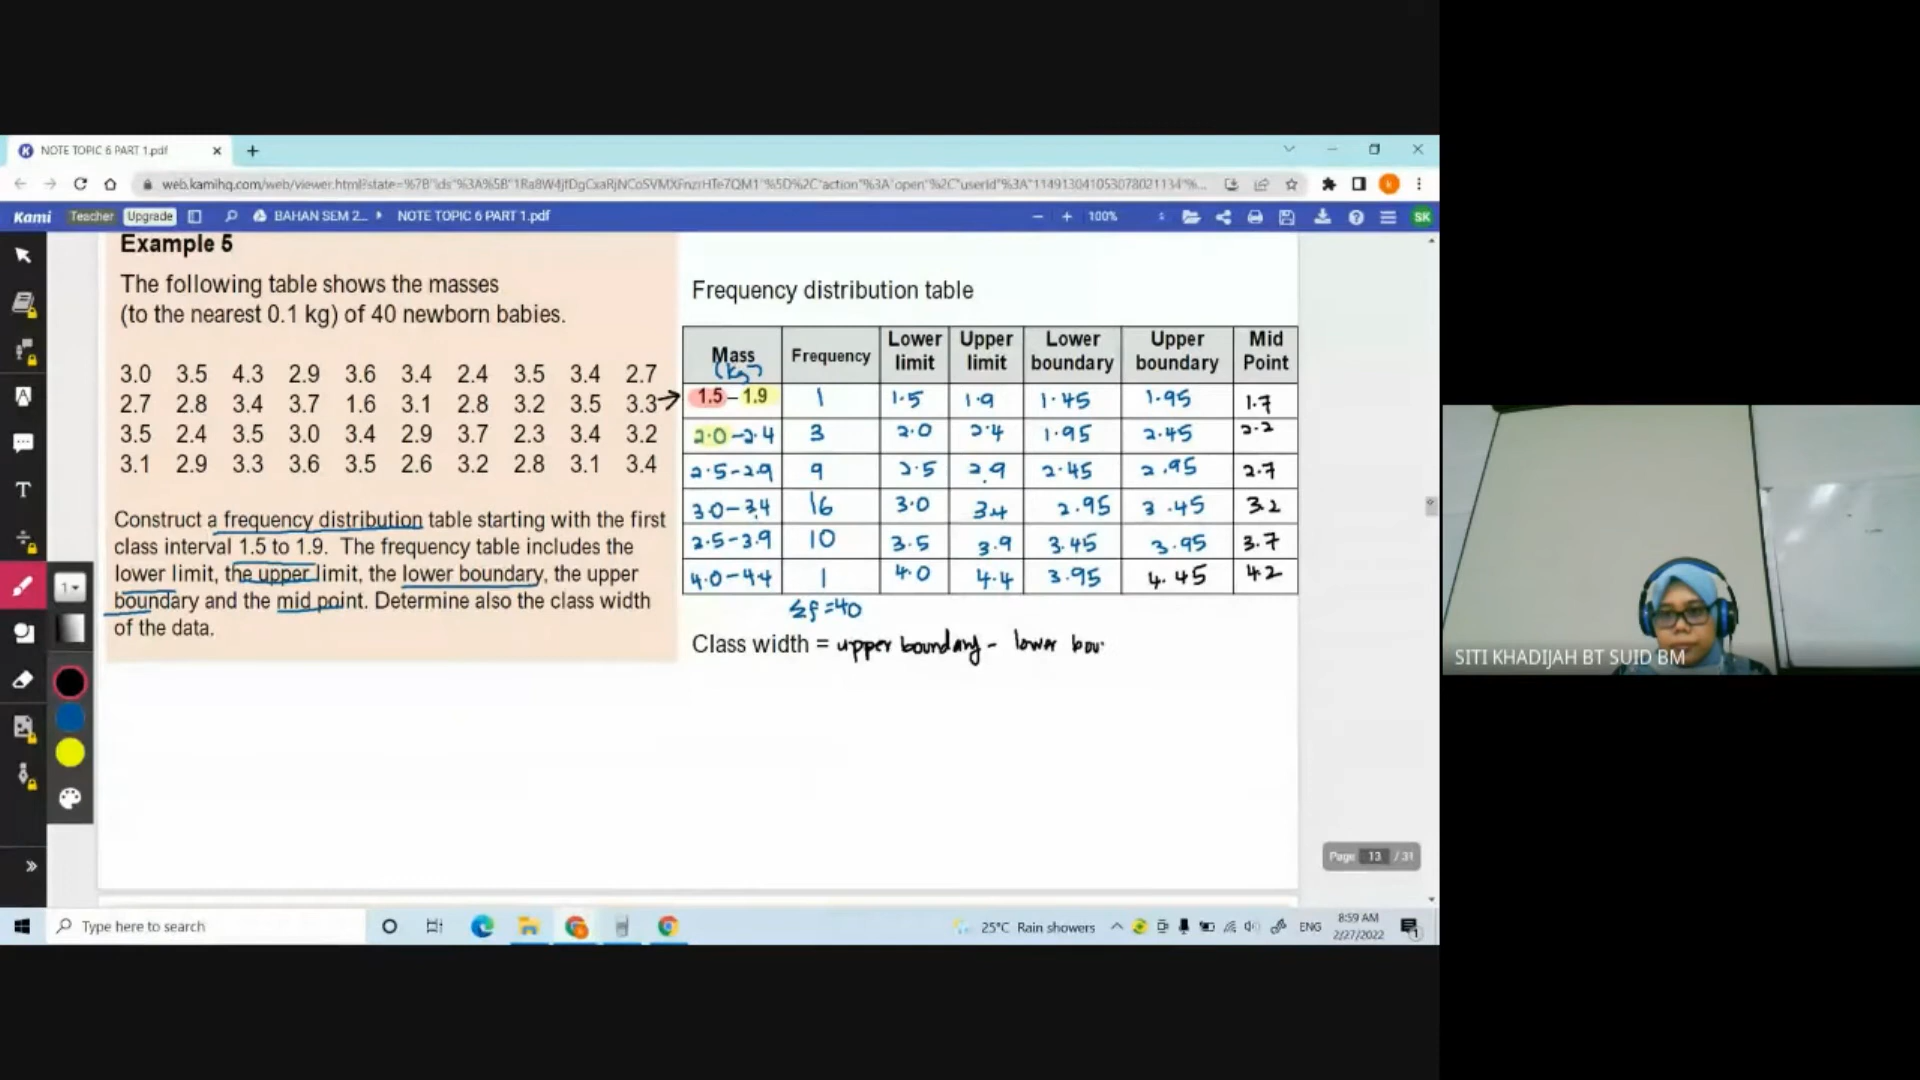 NOTE TOPIC 6 PART 1.pdf
Kami Teacher Upgrade BAHAN SEM 2... NOTE TOPIC 6 PART 1.pdf 100% SK
Example 5
The following table shows the masses
(to the nearest 0.1 kg) of 40 newborn babies.
3.0 3.5 4.3 2.9 3.6 3.4 2.4 3.5 3.4 2.7
2.7 2.8 3.4 3.7 1.6 3.1 2.8 3.2 3.5 3.3
3.5 2.4 3.5 3.0 3.4 2.9 3.7 2.3 3.4 3.2
3.1 2.9 3.3 3.6 3.5 2.6 3.2 2.8 3.1 3.4
Construct a frequency distribution table starting with the first
class interval 1.5 to 1.9. The frequency table includes the
lower limit, the upper limit, the lower boundary, the upper
boundary and the mid point. Determine also the class width
of the data.
Frequency distribution table
Mass (kg) Frequency Lower limit Upper limit Lower boundary Upper boundary Mid Point
1.5 – 1.9 1 1.5 1.9 1.45 1.95 1.7
2.0 – 2.4 3 2.0 2.4 1.95 2.45 2.2
2.5 – 2.9 9 2.5 2.9 2.45 2.95 2.7
3.0 – 3.4 16 3.0 3.4 2.95 3.45 3.2
3.5 – 3.9 10 3.5 3.9 3.45 3.95 3.7
4.0 – 4.4 1 4.0 4.4 3.95 4.45 4.2
Σf = 40
Class width = upper boundary - lower bou
Page 13 / 31
SITI KHADIJAH BT SUID BM
Type here to search
25°C Rain showers ENG
8:59 AM
2/27/2022